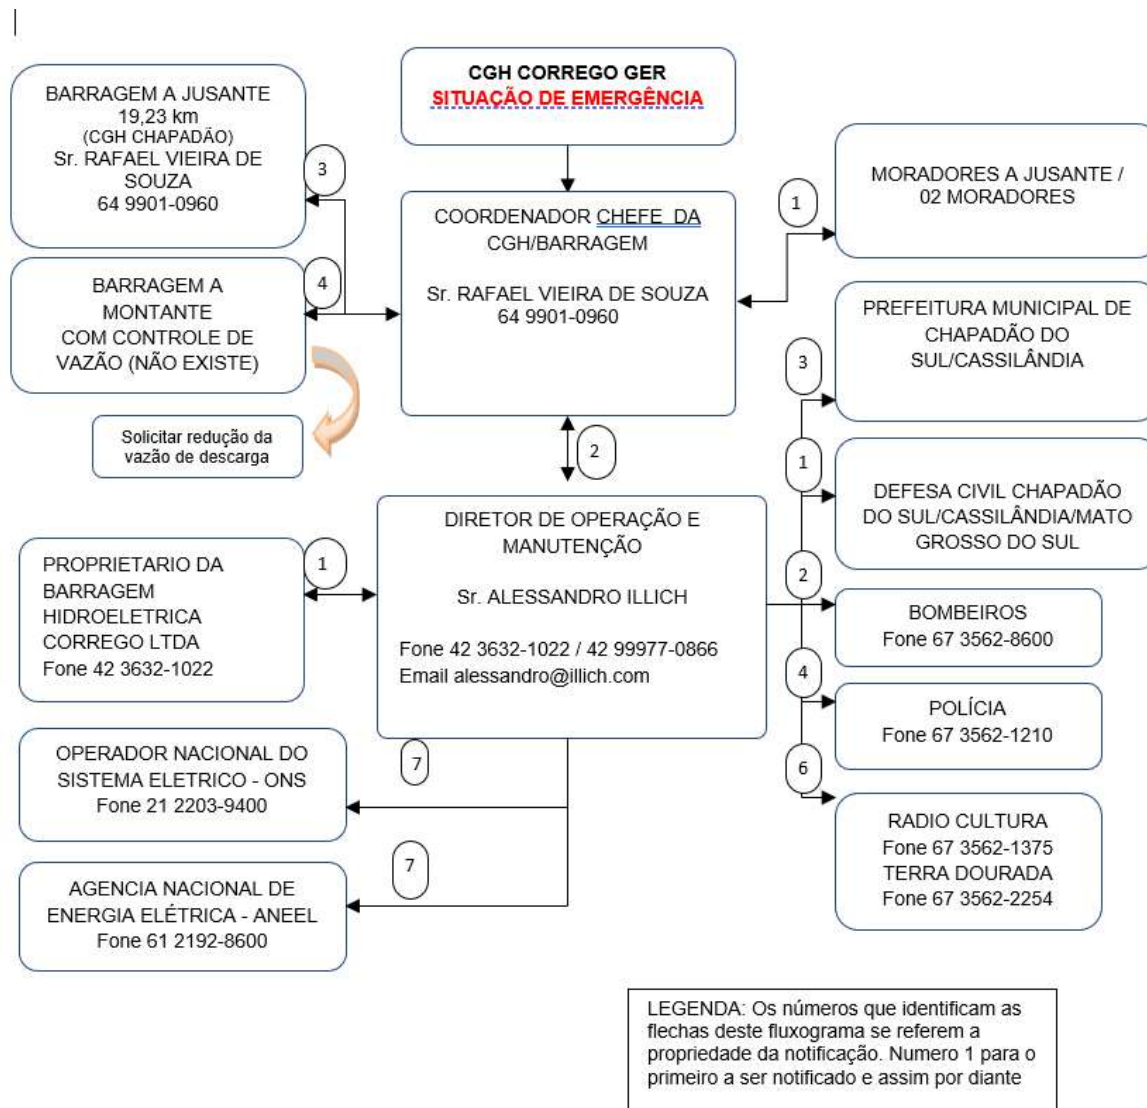 CGH CORREGO GER
SITUAÇÃO DE EMERGÊNCIA
BARRAGEM A JUSANTE
19,23 km
(CGH CHAPADÃO)
Sr. RAFAEL VIEIRA DE
SOUZA
64 9901-0960
3
COORDENADOR CHEFE DA
CGH/BARRAGEM
Sr. RAFAEL VIEIRA DE SOUZA
64 9901-0960
1
MORADORES A JUSANTE /
02 MORADORES
BARRAGEM A
MONTANTE
COM CONTROLE DE
VAZÃO (NÃO EXISTE)
4
Solicitar redução da
vazão de descarga
2
PREFEITURA MUNICIPAL DE
CHAPADÃO DO
SUL/CASSILÂNDIA
3
1
DEFESA CIVIL CHAPADÃO
DO SUL/CASSILÂNDIA/MATO
GROSSO DO SUL
DIRETOR DE OPERAÇÃO E
MANUTENÇÃO
Sr. ALESSANDRO ILLICH
Fone 42 3632-1022 / 42 99977-0866
Email alessandro@illich.com
PROPRIETARIO DA
BARRAGEM
HIDROELETRICA
CORREGO LTDA
Fone 42 3632-1022
1
2
BOMBEIROS
Fone 67 3562-8600
4
POLÍCIA
Fone 67 3562-1210
6
RADIO CULTURA
Fone 67 3562-1375
TERRA DOURADA
Fone 67 3562-2254
OPERADOR NACIONAL DO
SISTEMA ELETRICO - ONS
Fone 21 2203-9400
7
AGENCIA NACIONAL DE
ENERGIA ELÉTRICA - ANEEL
Fone 61 2192-8600
7
LEGENDA: Os números que identificam as
flechas deste fluxograma se referem a
propriedade da notificação. Numero 1 para o
primeiro a ser notificado e assim por diante